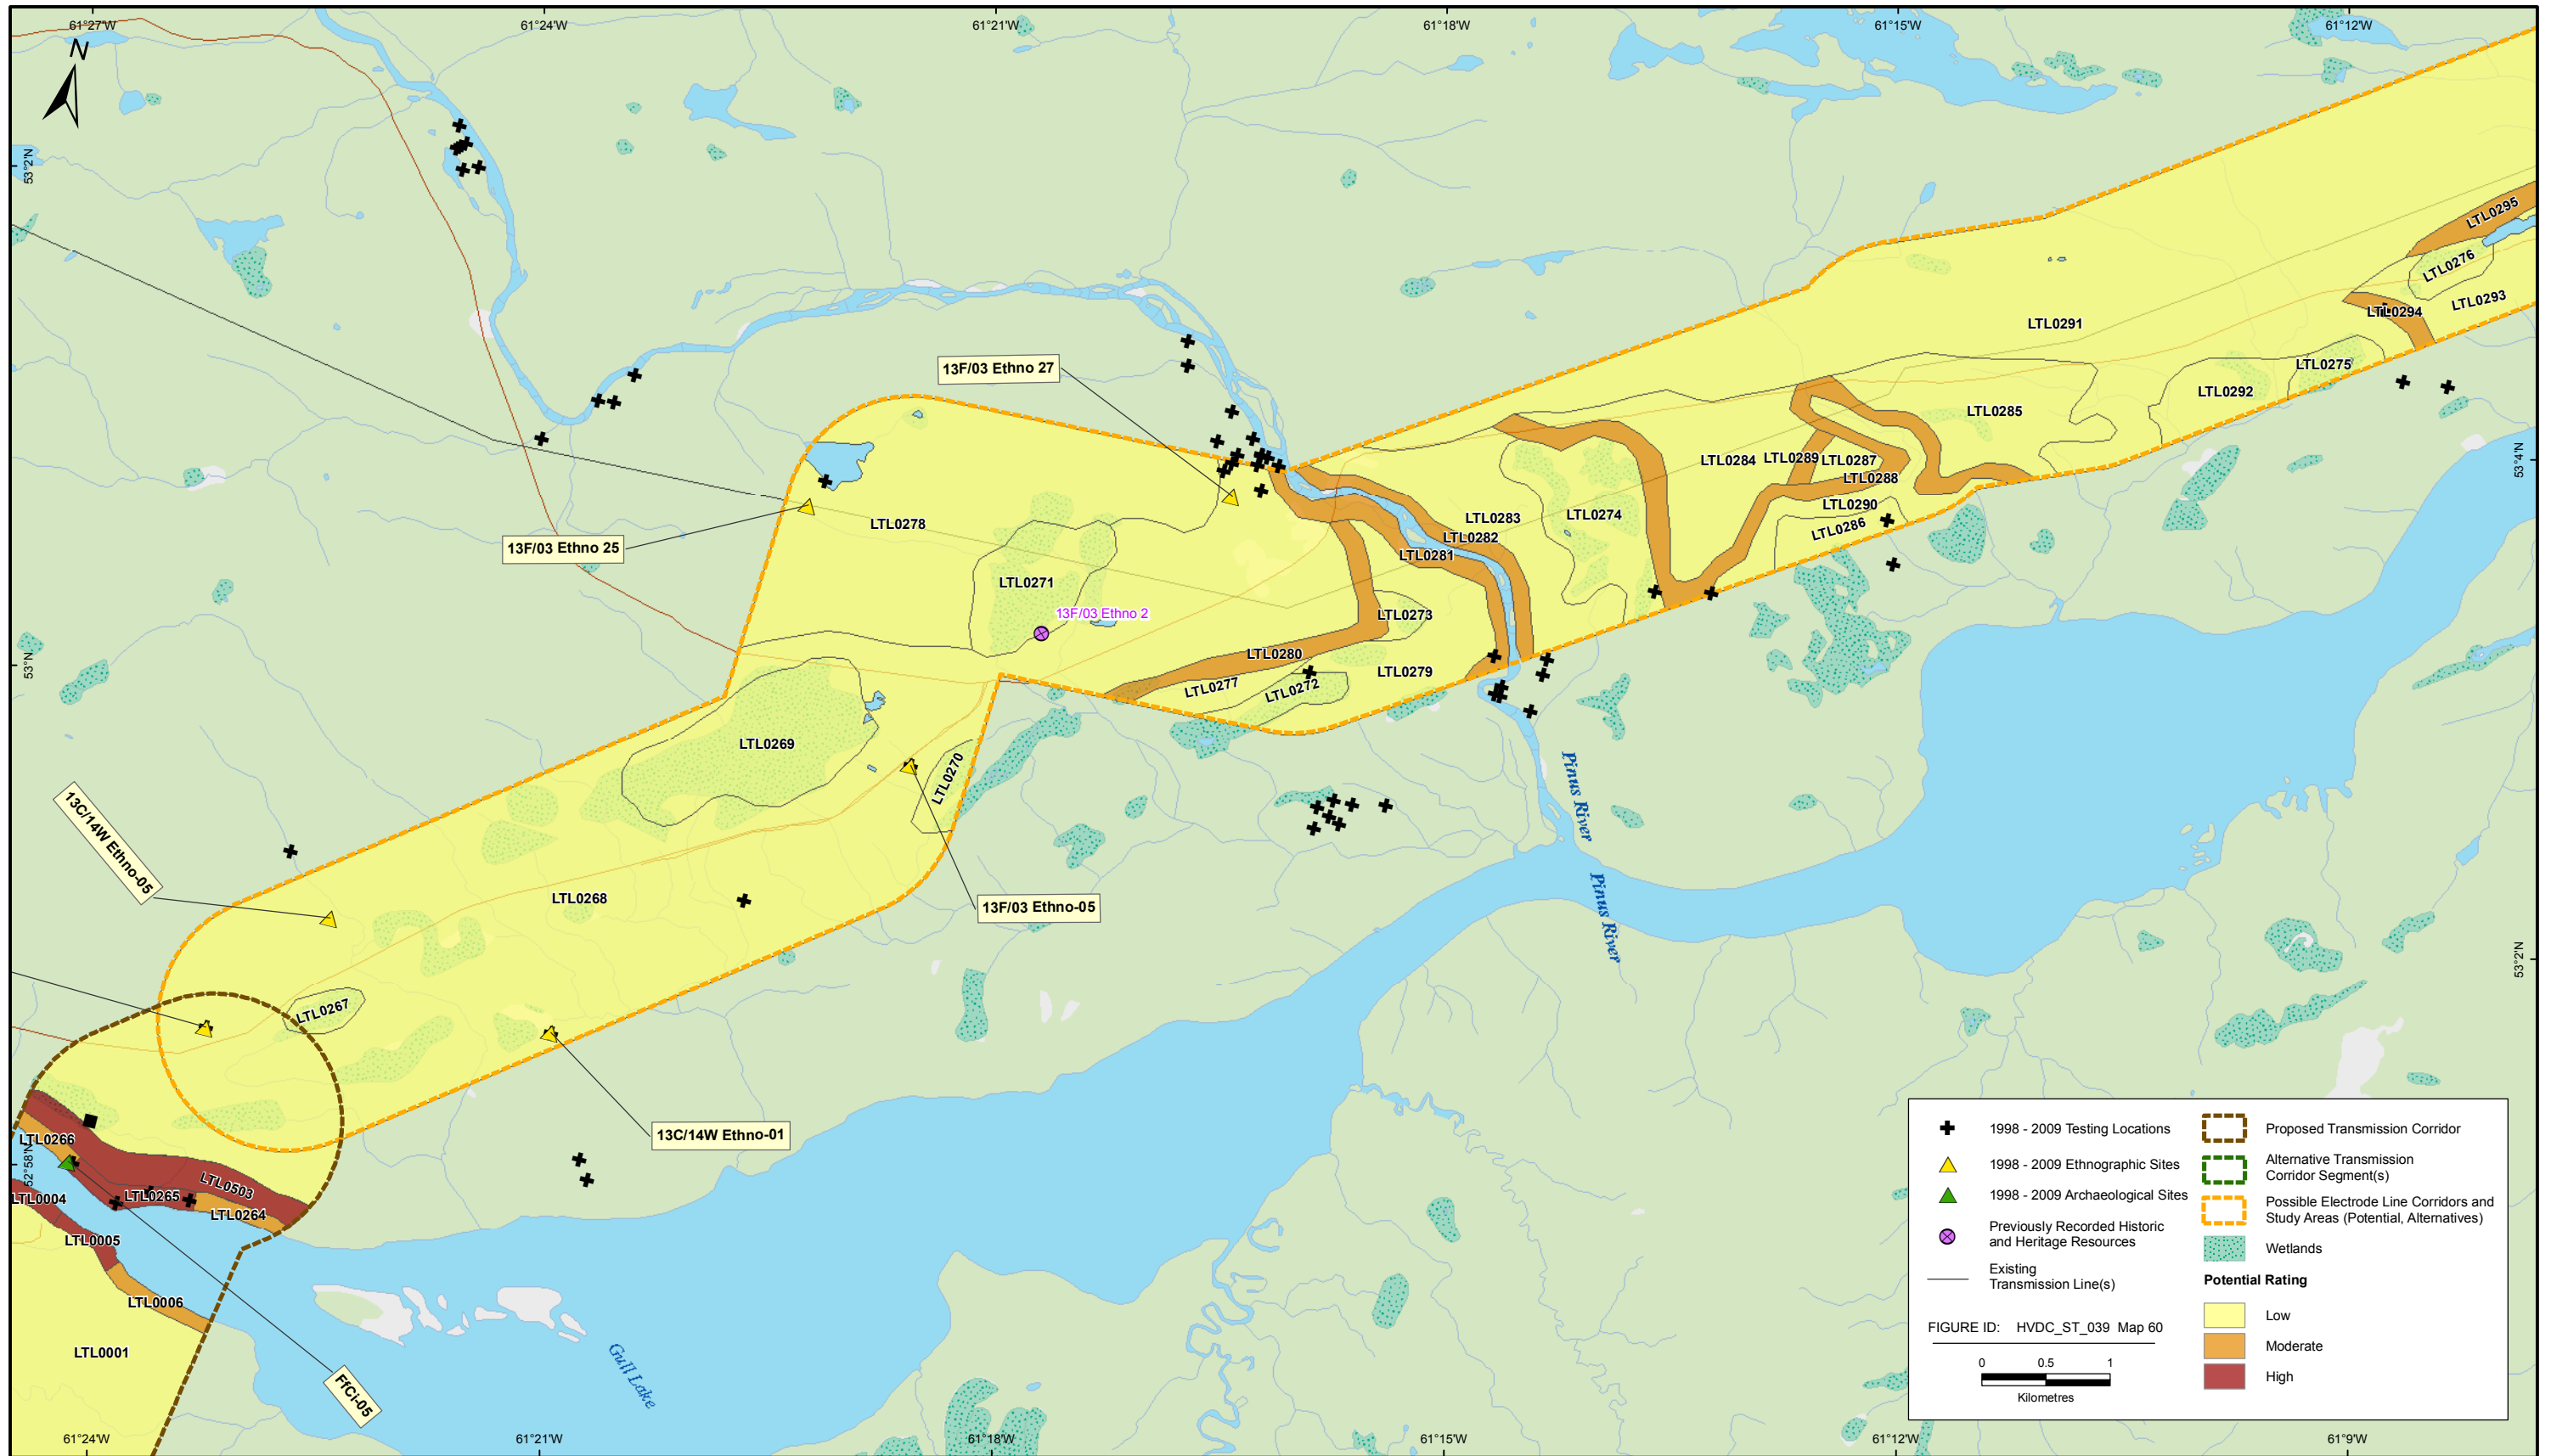 61°27'W
61°24'W
61°21'W
61°18'W
61°15'W
61°12'W
N
53°2'N
53°N
52°58'N
53°4'N
53°2'N
LTL0295
LTL0276
LTL0293
LTL0294
LTL0291
LTL0275
LTL0292
LTL0285
13F/03 Ethno 27
LTL0284
LTL0289
LTL0287
LTL0288
LTL0290
LTL0286
LTL0274
LTL0283
LTL0282
LTL0281
LTL0278
13F/03 Ethno 25
LTL0271
13F/03 Ethno 2
LTL0273
LTL0280
LTL0279
LTL0277
LTL0272
LTL0269
LTL0270
Pinus River
Pinus River
13C/14W Ethno-05
LTL0268
13F/03 Ethno-05
LTL0267
13C/14W Ethno-01
LTL0266
LTL0503
LTL0265
LTL0004
LTL0264
LTL0005
LTL0006
LTL0001
FfCi-05
Gull Lake
1998 - 2009 Testing Locations
1998 - 2009 Ethnographic Sites
1998 - 2009 Archaeological Sites
Previously Recorded Historic
and Heritage Resources
Existing
Transmission Line(s)
FIGURE ID: HVDC_ST_039 Map 60
0 0.5 1
Kilometres
Proposed Transmission Corridor
Alternative Transmission
Corridor Segment(s)
Possible Electrode Line Corridors and
Study Areas (Potential, Alternatives)
Wetlands
Potential Rating
Low
Moderate
High
61°24'W
61°21'W
61°18'W
61°15'W
61°12'W
61°9'W